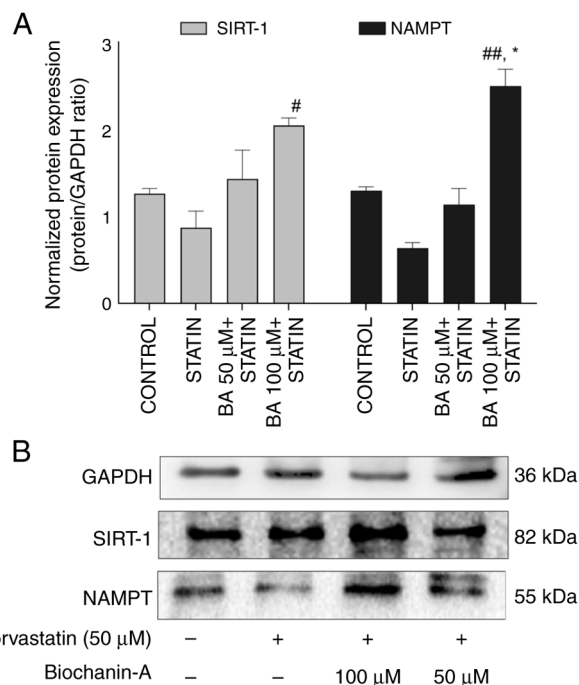 A
SIRT-1 NAMPT
Normalized protein expression
(protein/GAPDH ratio)
3
2
1
0
#
##, *
CONTROL
STATIN
BA 50 µM+
STATIN
BA 100 µM+
STATIN
CONTROL
STATIN
BA 50 µM+
STATIN
BA 100 µM+
STATIN
B
GAPDH 36 kDa
SIRT-1 82 kDa
NAMPT 55 kDa
orvastatin (50 µM) – + + +
Biochanin-A – – 100 µM 50 µM